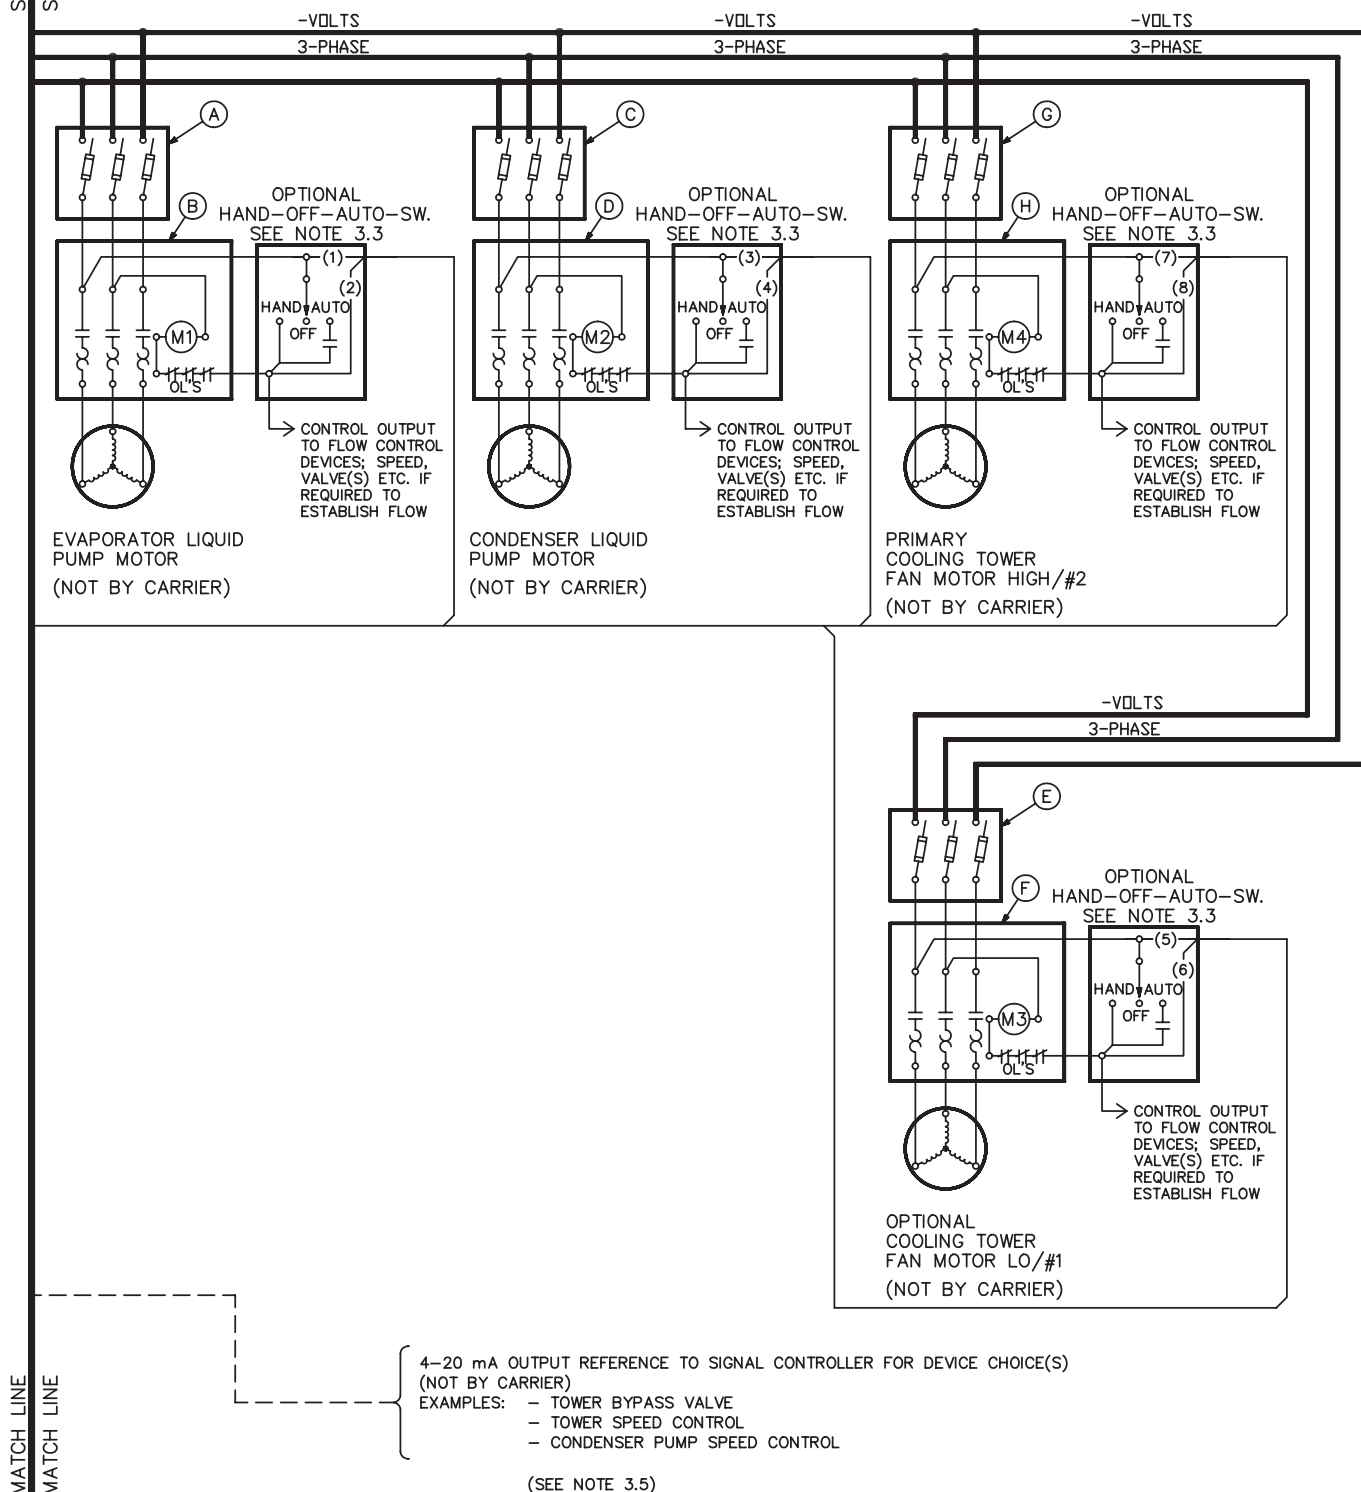 S
S
-VOLTS
3-PHASE
-VOLTS
3-PHASE
-VOLTS
3-PHASE
A
B
OPTIONAL
HAND-OFF-AUTO-SW.
SEE NOTE 3.3
(1)
(2)
HAND AUTO
OFF
M1
OL'S
CONTROL OUTPUT
TO FLOW CONTROL
DEVICES; SPEED,
VALVE(S) ETC. IF
REQUIRED TO
ESTABLISH FLOW
EVAPORATOR LIQUID
PUMP MOTOR
(NOT BY CARRIER)
C
D
OPTIONAL
HAND-OFF-AUTO-SW.
SEE NOTE 3.3
(3)
(4)
HAND AUTO
OFF
M2
OL'S
CONTROL OUTPUT
TO FLOW CONTROL
DEVICES; SPEED,
VALVE(S) ETC. IF
REQUIRED TO
ESTABLISH FLOW
CONDENSER LIQUID
PUMP MOTOR
(NOT BY CARRIER)
G
H
OPTIONAL
HAND-OFF-AUTO-SW.
SEE NOTE 3.3
(7)
(8)
HAND AUTO
OFF
M4
OL'S
CONTROL OUTPUT
TO FLOW CONTROL
DEVICES; SPEED,
VALVE(S) ETC. IF
REQUIRED TO
ESTABLISH FLOW
PRIMARY
COOLING TOWER
FAN MOTOR HIGH/#2
(NOT BY CARRIER)
-VOLTS
3-PHASE
E
F
OPTIONAL
HAND-OFF-AUTO-SW.
SEE NOTE 3.3
(5)
(6)
HAND AUTO
OFF
M3
OL'S
CONTROL OUTPUT
TO FLOW CONTROL
DEVICES; SPEED,
VALVE(S) ETC. IF
REQUIRED TO
ESTABLISH FLOW
OPTIONAL
COOLING TOWER
FAN MOTOR LO/#1
(NOT BY CARRIER)
MATCH LINE
MATCH LINE
4-20 mA OUTPUT REFERENCE TO SIGNAL CONTROLLER FOR DEVICE CHOICE(S)
(NOT BY CARRIER)
EXAMPLES: - TOWER BYPASS VALVE
- TOWER SPEED CONTROL
- CONDENSER PUMP SPEED CONTROL
(SEE NOTE 3.5)